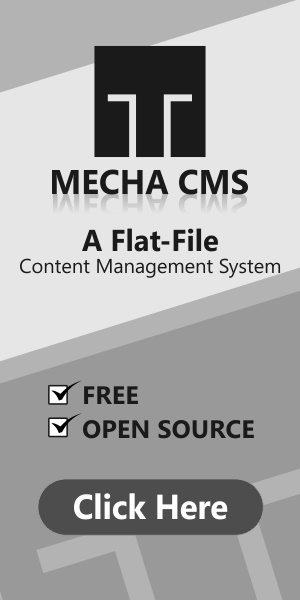 MECHA CMS
A Flat-File
Content Management System
FREE
OPEN SOURCE
Click Here